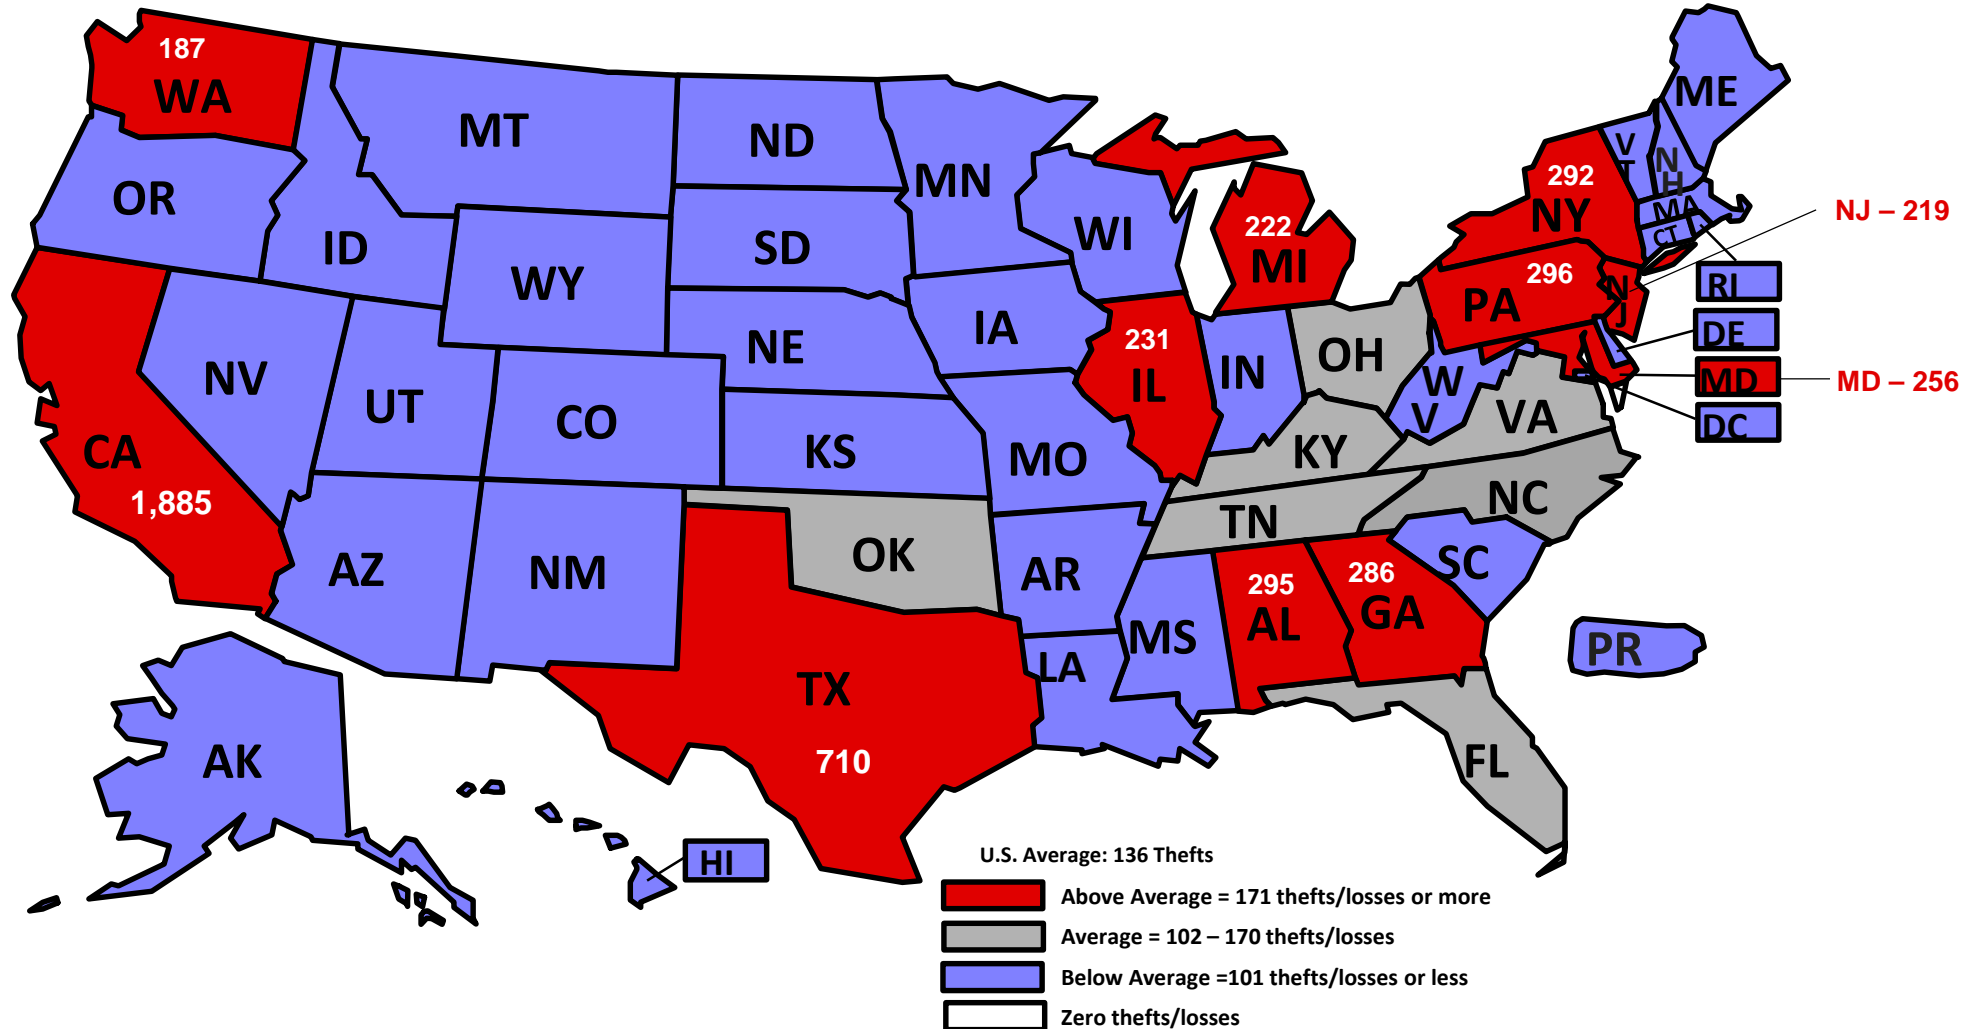 187
WA
MT
ND
MN
ME
OR
ID
WY
SD
WI
222
MI
292
NY
V
T
N
H
MA
CT
NJ – 219
296
PA
N
J
RI
DE
MD
MD – 256
DC
NV
UT
CO
NE
IA
231
IL
IN
OH
W
V
VA
CA
1,885
KS
MO
KY
NC
TN
AZ
NM
OK
AR
SC
295
AL
286
GA
MS
LA
PR
TX
710
FL
AK
HI
U.S. Average: 136 Thefts
Above Average = 171 thefts/losses or more
Average = 102 – 170 thefts/losses
Below Average =101 thefts/losses or less
Zero thefts/losses